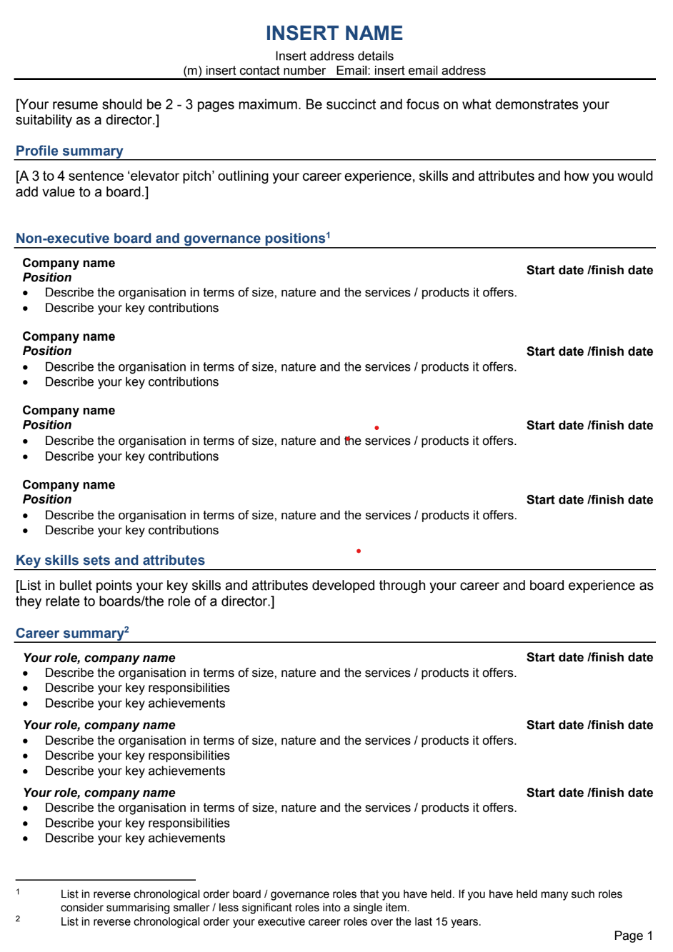 INSERT NAME
Insert address details
(m) insert contact number Email: insert email address
[Your resume should be 2 - 3 pages maximum. Be succinct and focus on what demonstrates your
suitability as a director.]
Profile summary
[A 3 to 4 sentence ‘elevator pitch’ outlining your career experience, skills and attributes and how you would
add value to a board.]
Non-executive board and governance positions¹
Company name
Position
Start date /finish date
• Describe the organisation in terms of size, nature and the services / products it offers.
• Describe your key contributions
Company name
Position
Start date /finish date
• Describe the organisation in terms of size, nature and the services / products it offers.
• Describe your key contributions
Company name
Position
Start date /finish date
• Describe the organisation in terms of size, nature and the services / products it offers.
• Describe your key contributions
Company name
Position
Start date /finish date
• Describe the organisation in terms of size, nature and the services / products it offers.
• Describe your key contributions
Key skills sets and attributes
[List in bullet points your key skills and attributes developed through your career and board experience as
they relate to boards/the role of a director.]
Career summary²
Your role, company name Start date /finish date
• Describe the organisation in terms of size, nature and the services / products it offers.
• Describe your key responsibilities
• Describe your key achievements
Your role, company name Start date /finish date
• Describe the organisation in terms of size, nature and the services / products it offers.
• Describe your key responsibilities
• Describe your key achievements
Your role, company name Start date /finish date
• Describe the organisation in terms of size, nature and the services / products it offers.
• Describe your key responsibilities
• Describe your key achievements
¹ List in reverse chronological order board / governance roles that you have held. If you have held many such roles
consider summarising smaller / less significant roles into a single item.
² List in reverse chronological order your executive career roles over the last 15 years.
Page 1